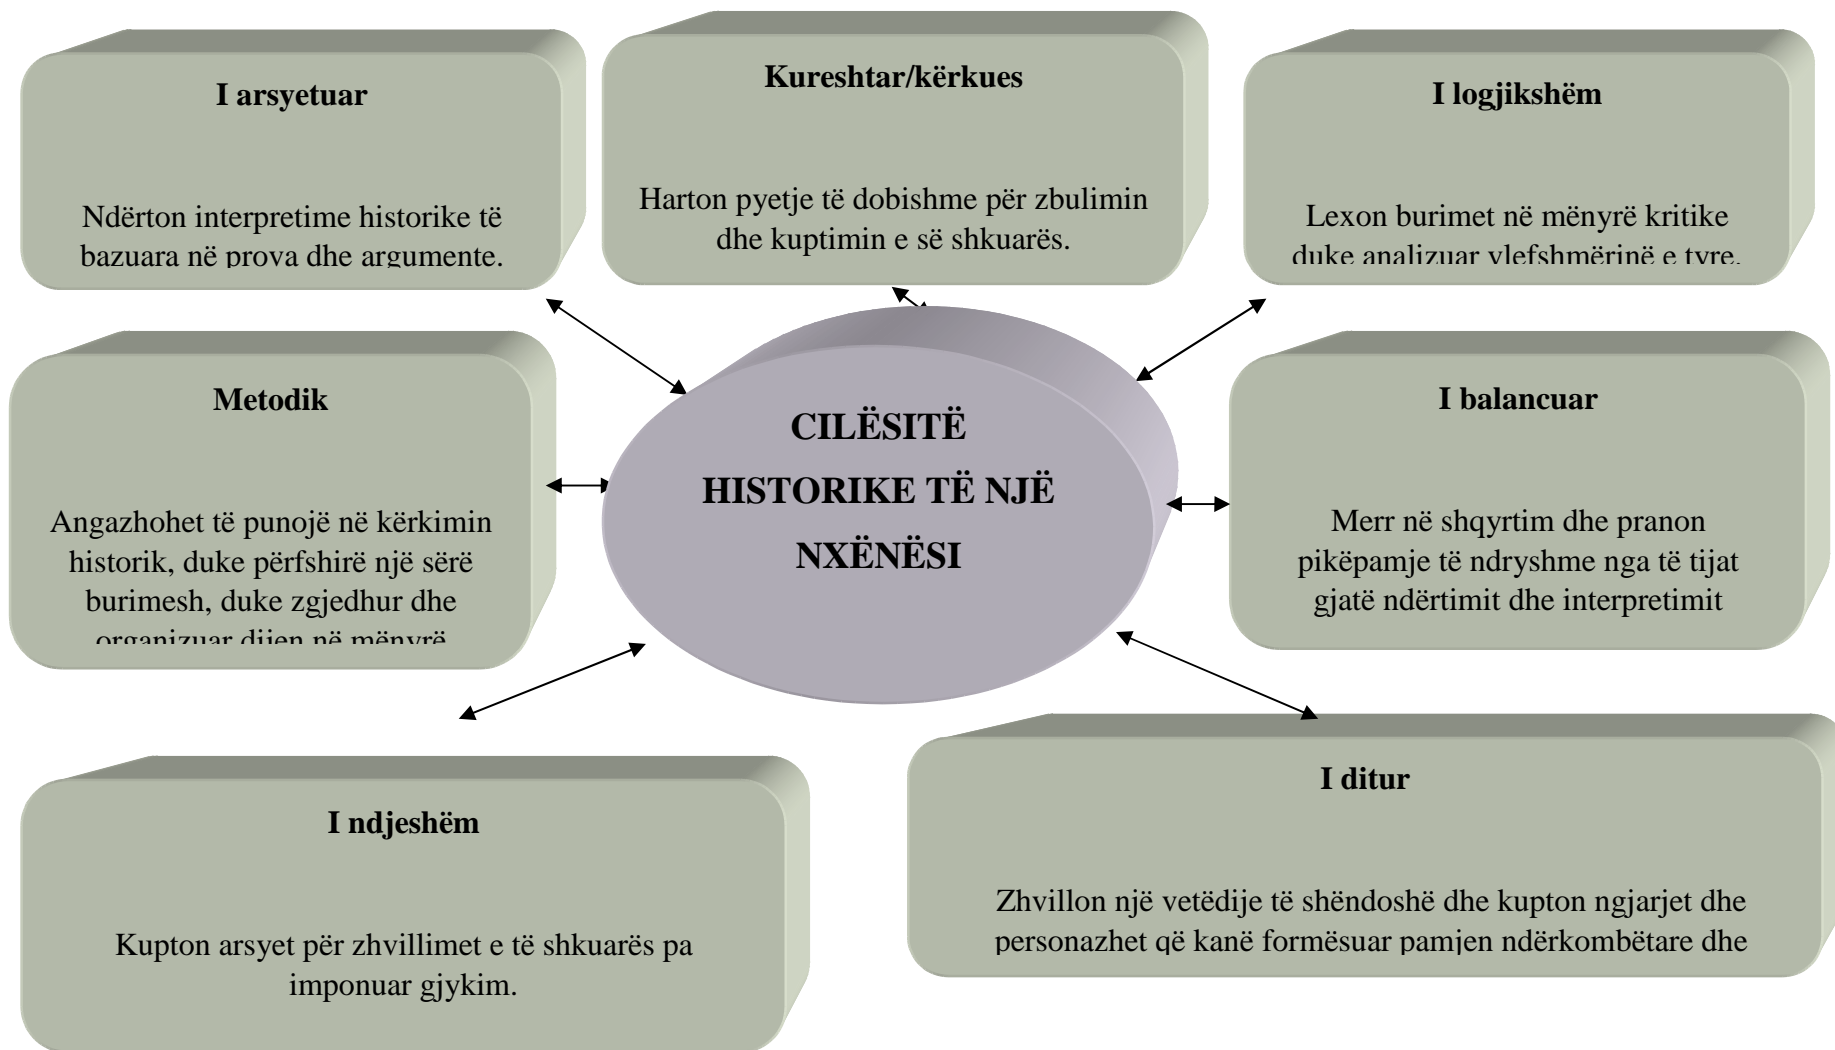 I arsyetuar
Ndërton interpretime historike të
bazuara në prova dhe argumente.
Kureshtar/kërkues
Harton pyetje të dobishme për zbulimin
dhe kuptimin e së shkuarës.
I logjikshëm
Lexon burimet në mënyrë kritike
duke analizuar vlefshmërinë e tyre.
Metodik
Angazhohet të punojë në kërkimin
historik, duke përfshirë një sërë
burimesh, duke zgjedhur dhe
organizuar dijen në mënyrë
CILËSITË
HISTORIKE TË NJË
NXËNËSI
I balancuar
Merr në shqyrtim dhe pranon
pikëpamje të ndryshme nga të tijat
gjatë ndërtimit dhe interpretimit
I ndjeshëm
Kupton arsyet për zhvillimet e të shkuarës pa
imponuar gjykim.
I ditur
Zhvillon një vetëdije të shëndoshë dhe kupton ngjarjet dhe
personazhet që kanë formësuar pamjen ndërkombëtare dhe